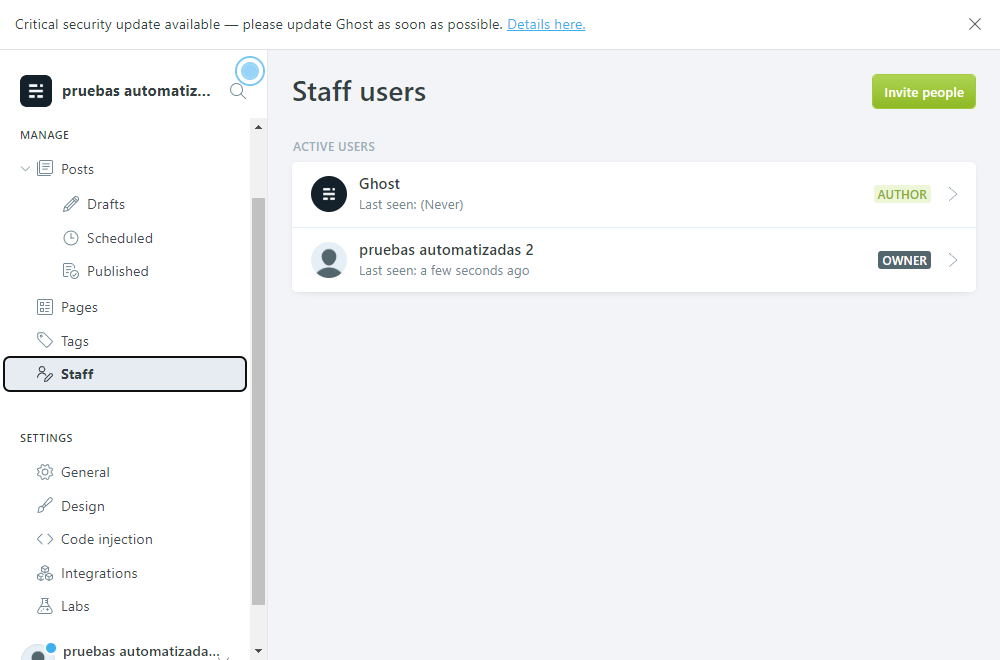 Critical security update available — please update Ghost as soon as possible. Details here.
pruebas automatiz...
MANAGE
Posts
Drafts
Scheduled
Published
Pages
Tags
Staff
SETTINGS
General
Design
Code injection
Integrations
Labs
pruebas automatizada...
Staff users
Invite people
ACTIVE USERS
Ghost
Last seen: (Never)
AUTHOR
pruebas automatizadas 2
Last seen: a few seconds ago
OWNER